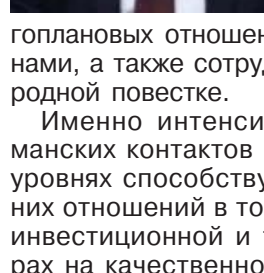 гоплановых отношен
нами, а также сотру
родной повестке.
Именно интенси
манских контактов
уровнях способству
них отношений в то
инвестиционной и
рах на качественно